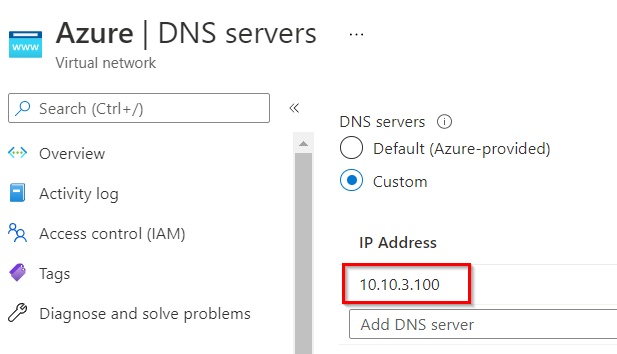 Azure | DNS servers ...
www
Virtual network
Search (Ctrl+/)
«
Overview
Activity log
Access control (IAM)
Tags
Diagnose and solve problems
DNS servers
Default (Azure-provided)
Custom
IP Address
10.10.3.100
Add DNS server